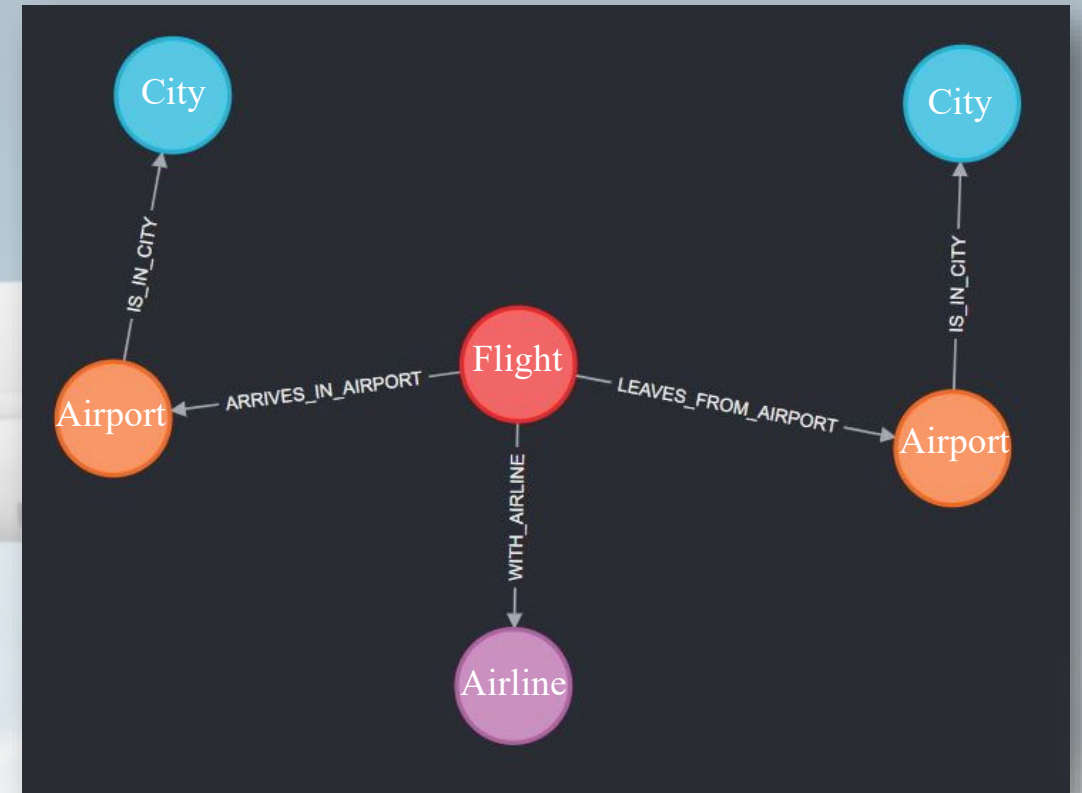 City
City
IS_IN_CITY
IS_IN_CITY
Flight
ARRIVES_IN_AIRPORT
LEAVES_FROM_AIRPORT
Airport
Airport
WITH_AIRLINE
Airline